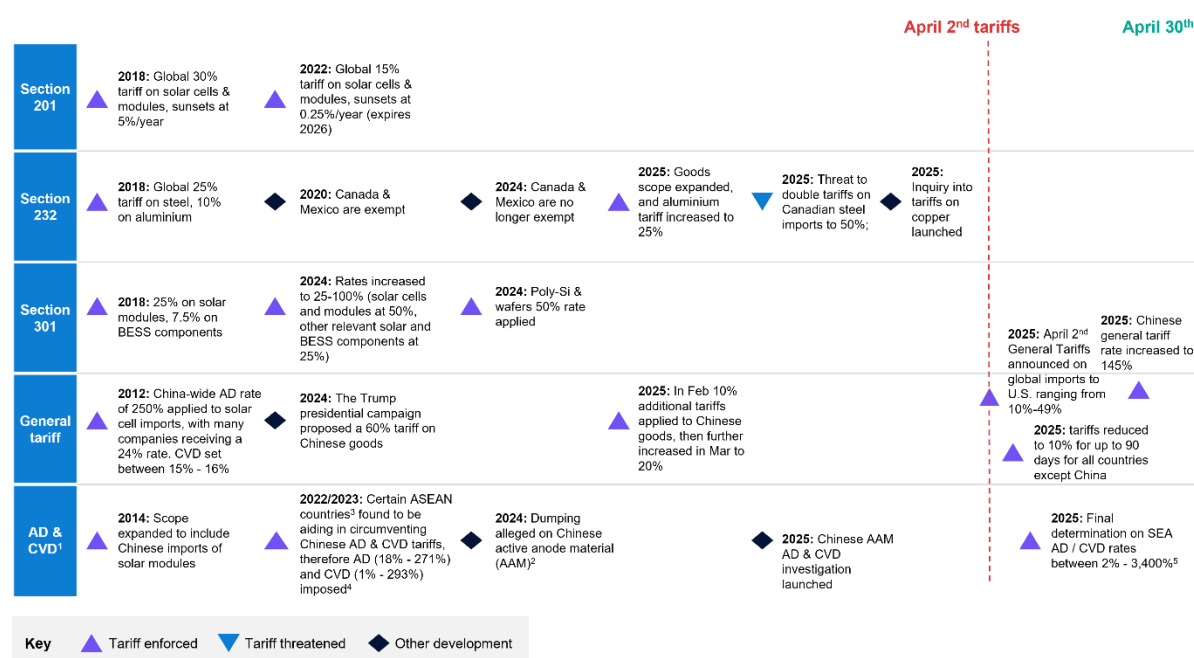 April 2nd tariffs
April 30th
Section
201
2018: Global 30%
tariff on solar cells &
modules, sunsets at
5%/year
2022: Global 15%
tariff on solar cells &
modules, sunsets at
0.25%/year (expires
2026)
Section
232
2018: Global 25%
tariff on steel, 10%
on aluminium
2020: Canada &
Mexico are exempt
2024: Canada &
Mexico are no
longer exempt
2025: Goods
scope expanded,
and aluminium
tariff increased to
25%
2025: Threat to
double tariffs on
Canadian steel
imports to 50%;
2025:
Inquiry into
tariffs on
copper
launched
Section
301
2018: 25% on solar
modules, 7.5% on
BESS components
2024: Rates increased
to 25-100% (solar cells
and modules at 50%,
other relevant solar and
BESS components at
25%)
2024: Poly-Si &
wafers 50% rate
applied
General
tariff
2012: China-wide AD rate
of 250% applied to solar
cell imports, with many
companies receiving a
24% rate. CVD set
between 15% - 16%
2024: The Trump
presidential campaign
proposed a 60% tariff on
Chinese goods
2025: In Feb 10%
additional tariffs
applied to Chinese
goods, then further
increased in Mar to
20%
2025: April 2nd
General Tariffs
announced on
global imports to
U.S. ranging from
10%-49%
2025: Chinese
general tariff
rate increased to
145%
2025: tariffs reduced
to 10% for up to 90
days for all countries
except China
AD &
CVD1
2014: Scope
expanded to include
Chinese imports of
solar modules
2022/2023: Certain ASEAN
countries3 found to be
aiding in circumventing
Chinese AD & CVD tariffs,
therefore AD (18% - 271%)
and CVD (1% - 293%)
imposed4
2024: Dumping
alleged on Chinese
active anode material
(AAM)2
2025: Chinese AAM
AD & CVD
investigation
launched
2025: Final
determination on SEA
AD / CVD rates
between 2% - 3,400%5
Key
Tariff enforced
Tariff threatened
Other development